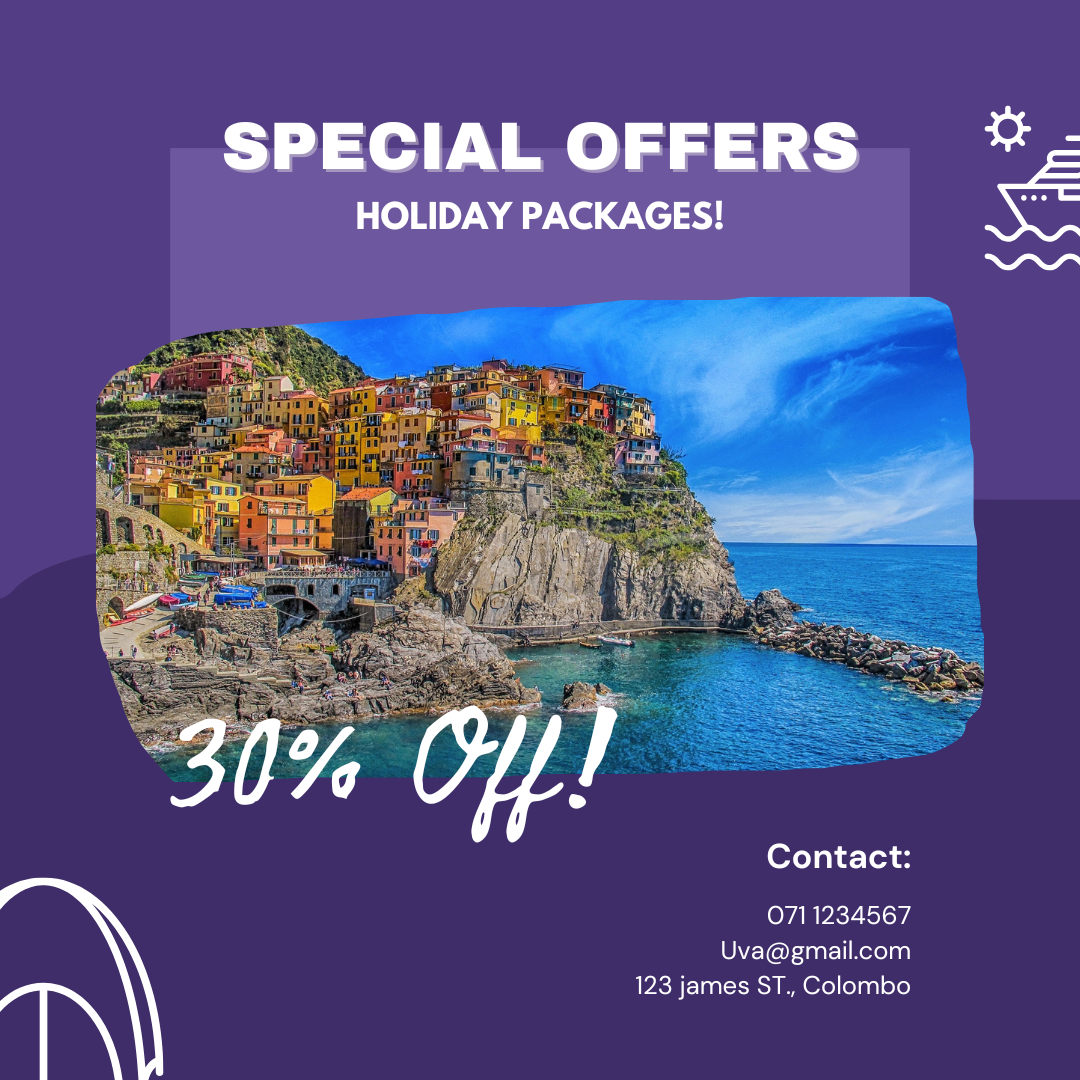 SPECIAL OFFERS
HOLIDAY PACKAGES!
30% Off!
Contact:
071 1234567
Uva@gmail.com
123 james ST., Colombo